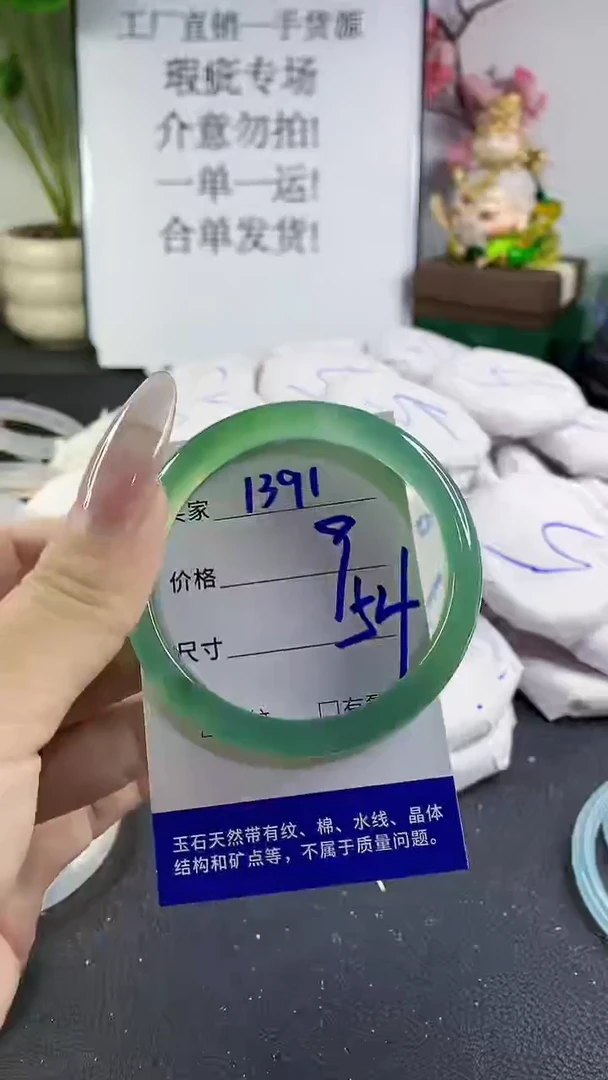 工厂直销一手货源
瑕疵专场
介意勿拍!
一单一运!
合单发货!
家 1391
价格 9
尺寸 54
玉石天然带有纹、棉、水线、晶体
结构和矿点等，不属于质量问题。